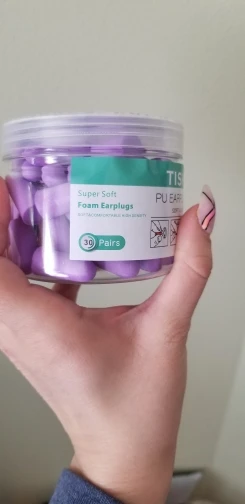 TIS
Super Soft
PU EAR
Foam Earplugs
30 Pairs